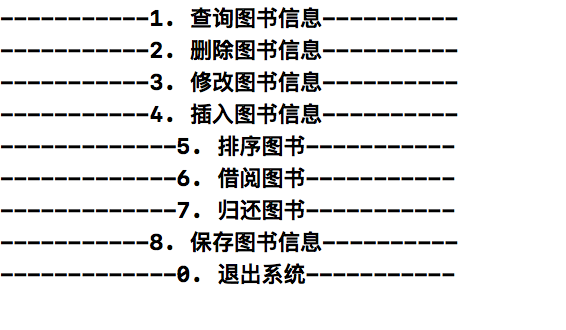 -----------1. 查询图书信息----------
-----------2. 删除图书信息----------
-----------3. 修改图书信息----------
-----------4. 插入图书信息----------
-------------5. 排序图书-----------
-------------6. 借阅图书-----------
-------------7. 归还图书-----------
-----------8. 保存图书信息----------
-------------0. 退出系统-----------